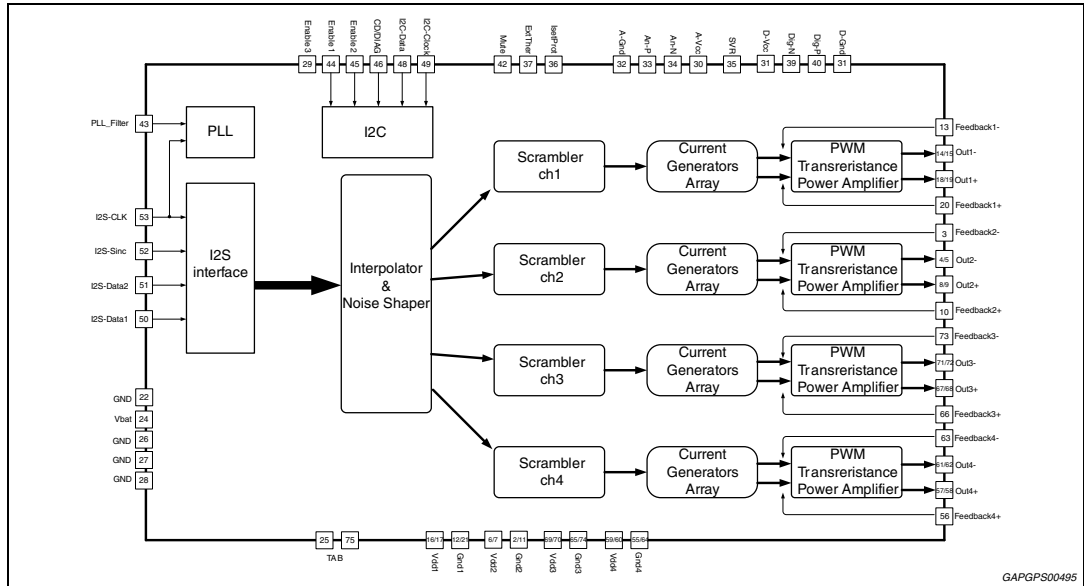 Enable3
Enable1
Enable2
CD/DIAG
I2C-Data
I2C-Clock
Mute
ExtTher
IsetProt
A-Gnd
An-P
An-N
A-Vcc
SVR
D-Vcc
Dig-N
Dig-P
D-Gnd
29
44
45
46
48
49
42
37
36
32
33
34
30
35
31
39
40
31
PLL_Filter
43
PLL
I2C
I2S-CLK
53
I2S-Sinc
52
I2S-Data2
51
I2S-Data1
50
I2S
interface
Interpolator
&
Noise Shaper
Scrambler
ch1
Current
Generators
Array
PWM
Transreristance
Power Amplifier
13
Feedback1-
14/15
Out1-
18/19
Out1+
20
Feedback1+
Scrambler
ch2
Current
Generators
Array
PWM
Transreristance
Power Amplifier
3
Feedback2-
4/5
Out2-
8/9
Out2+
10
Feedback2+
Scrambler
ch3
Current
Generators
Array
PWM
Transreristance
Power Amplifier
73
Feedback3-
71/72
Out3-
67/68
Out3+
66
Feedback3+
Scrambler
ch4
Current
Generators
Array
PWM
Transreristance
Power Amplifier
63
Feedback4-
61/62
Out4-
57/58
Out4+
56
Feedback4+
GND
22
Vbat
24
GND
26
GND
27
GND
28
25
75
TAB
16/17
12/21
6/7
2/11
69/70
65/74
59/60
55/64
Vdd1
Gnd1
Vdd2
Gnd2
Vdd3
Gnd3
Vdd4
Gnd4
GAPGPS00495